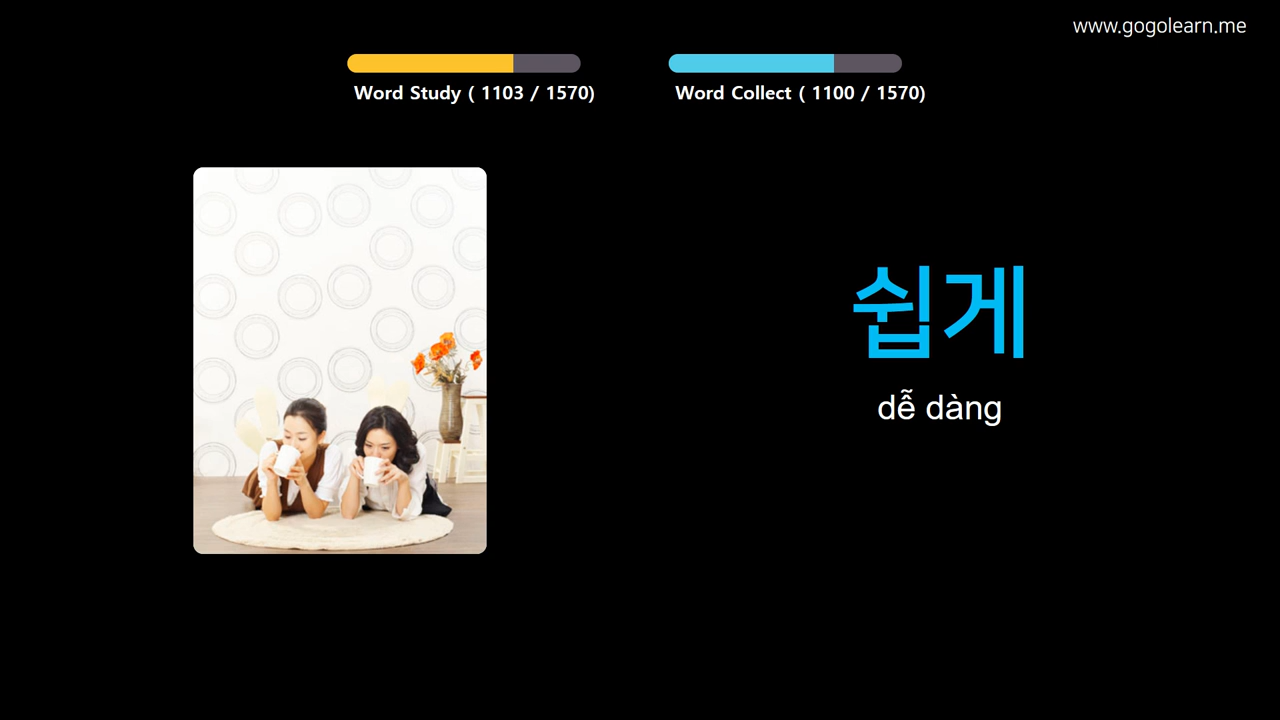 www.gogolearn.me
Word Study ( 1103 / 1570)
Word Collect ( 1100 / 1570)
쉽게
dễ dàng